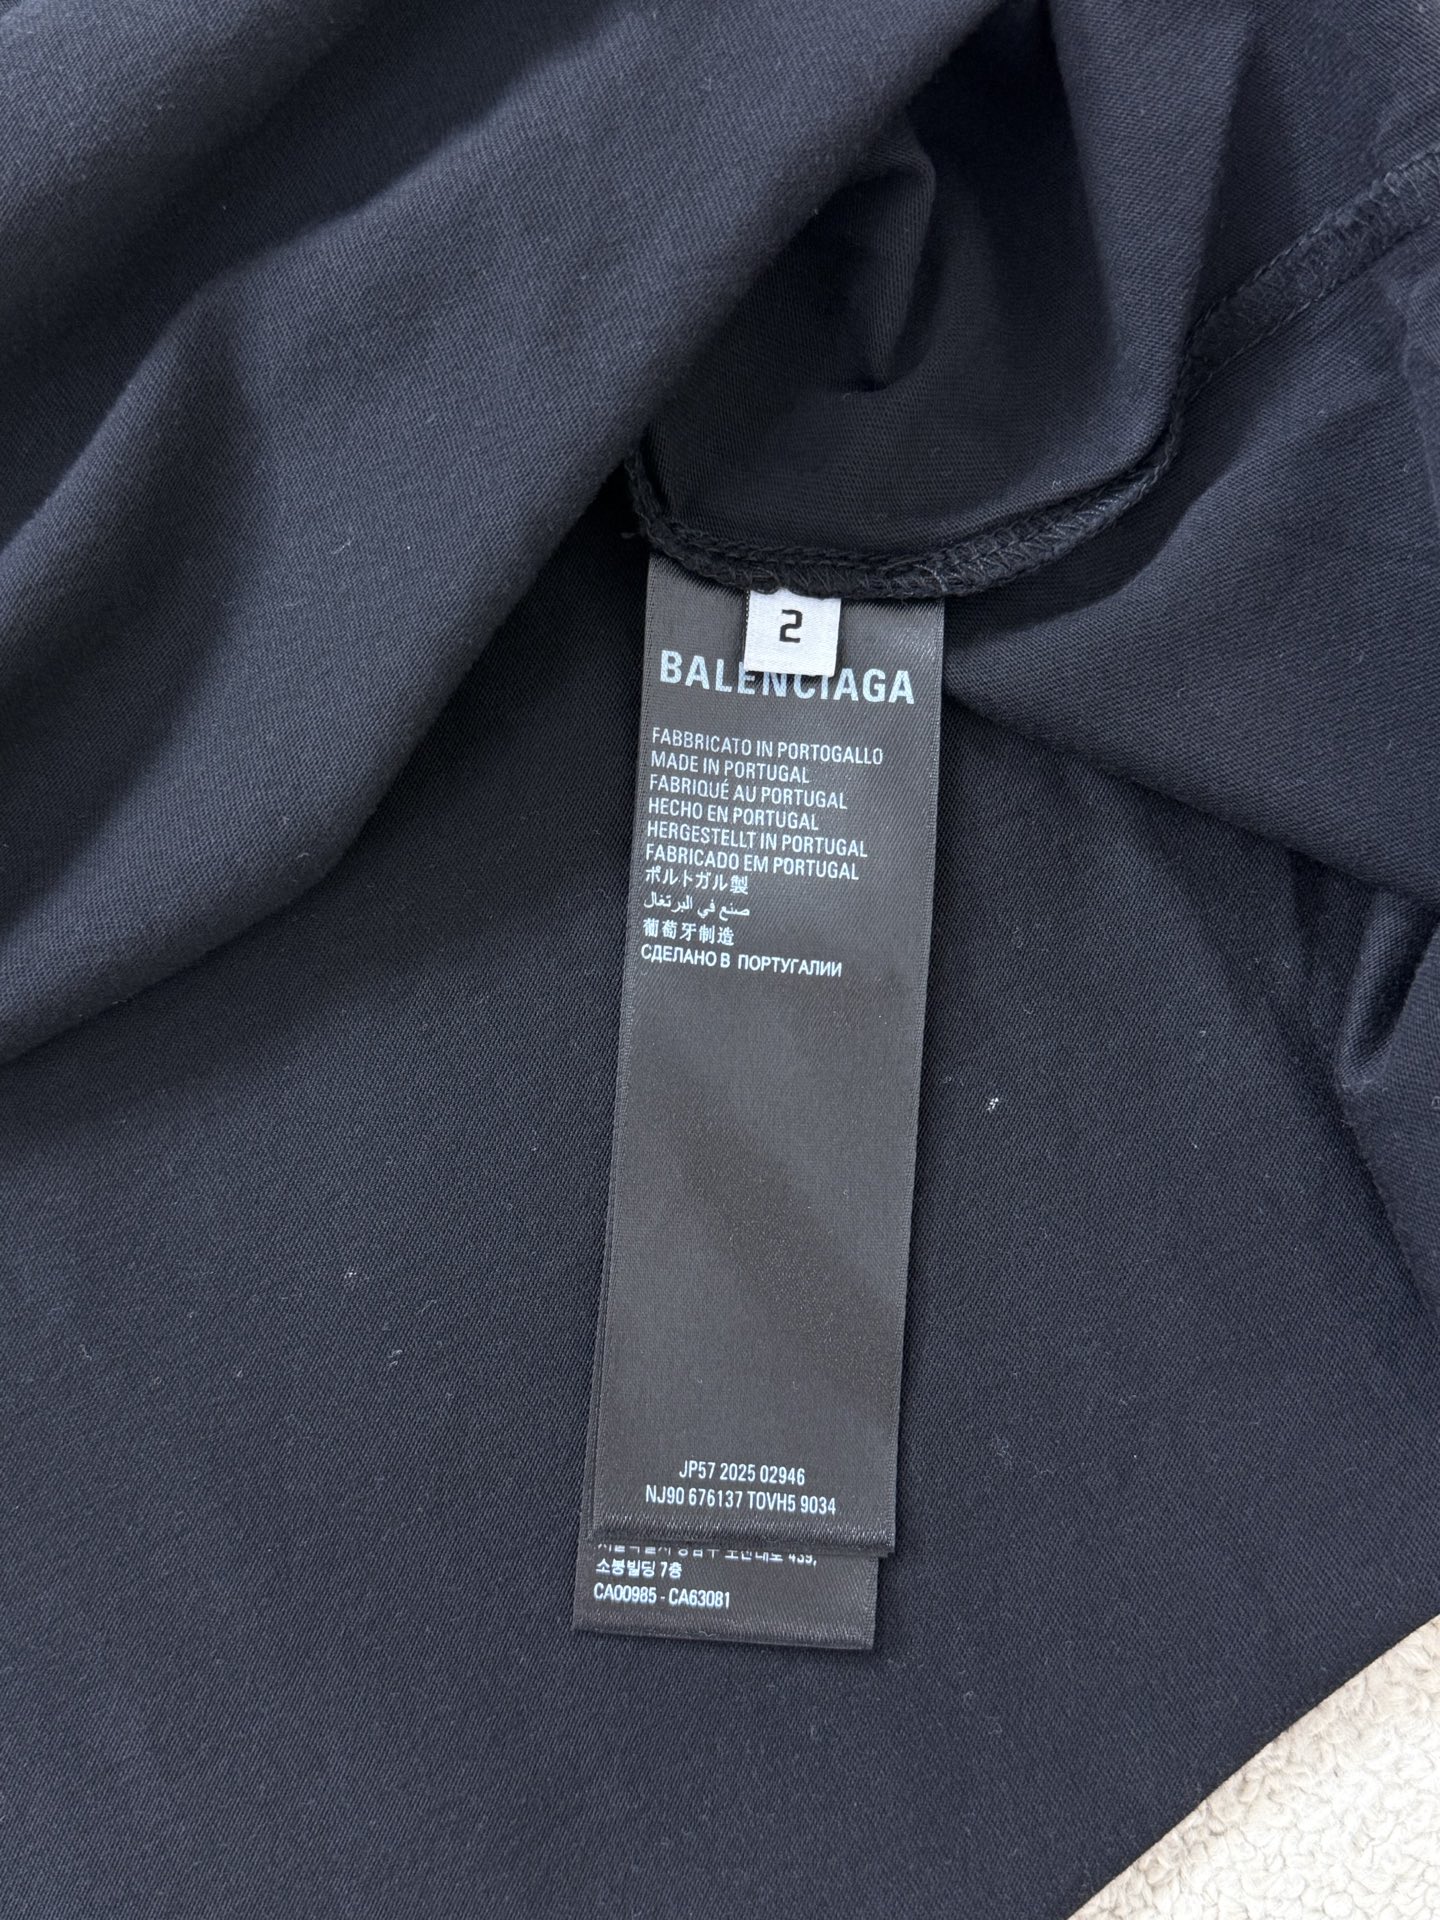 2
BALENCIAGA
FABBRICATO IN PORTOGALLO
MADE IN PORTUGAL
FABRIQUÉ AU PORTUGAL
HECHO EN PORTUGAL
HERGESTELLT IN PORTUGAL
FABRICADO EM PORTUGAL
ポルトガル製
صنع في البرتغال
葡萄牙制造
СДЕЛАНО В ПОРТУГАЛИИ
JP57 2025 02946
NJ90 676137 TOVH5 9034
439,
소봉빌딩 7층
CA00985 - CA63081